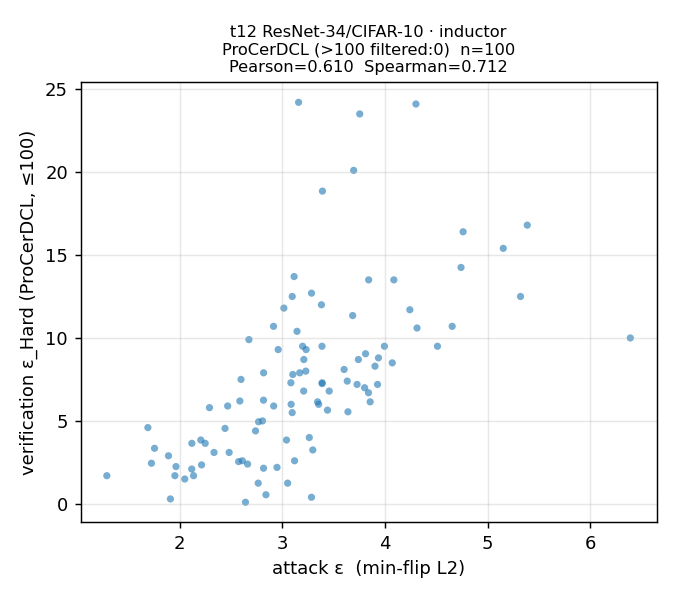 t12 ResNet-34/CIFAR-10 · inductor
ProCerDCL (>100 filtered:0)  n=100
Pearson=0.610  Spearman=0.712
verification ε_Hard (ProCerDCL, ≤100)
25
20
15
10
5
0
2
3
4
5
6
attack ε  (min-flip L2)